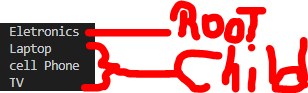 Eletronics
Laptop
cell Phone
TV
ROOT
Child